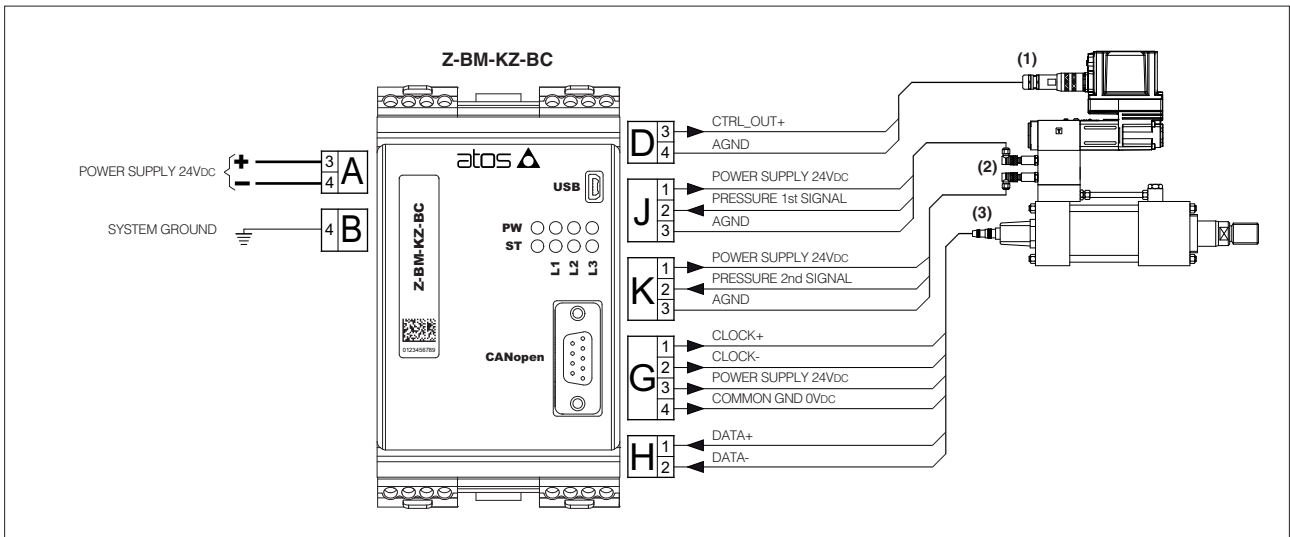 Z-BM-KZ-BC
(1)
D
3 CTRL_OUT+
4 AGND
POWER SUPPLY 24VDC
+
−
3
4
A
SYSTEM GROUND
4
B
atos
USB
PW
ST
L1
L2
L3
Z-BM-KZ-BC
0123456789
CANopen
J
1 POWER SUPPLY 24VDC
2 PRESSURE 1st SIGNAL
3 AGND
(2)
(3)
K
1 POWER SUPPLY 24VDC
2 PRESSURE 2nd SIGNAL
3 AGND
G
1 CLOCK+
2 CLOCK-
3 POWER SUPPLY 24VDC
4 COMMON GND 0VDC
H
1 DATA+
2 DATA-